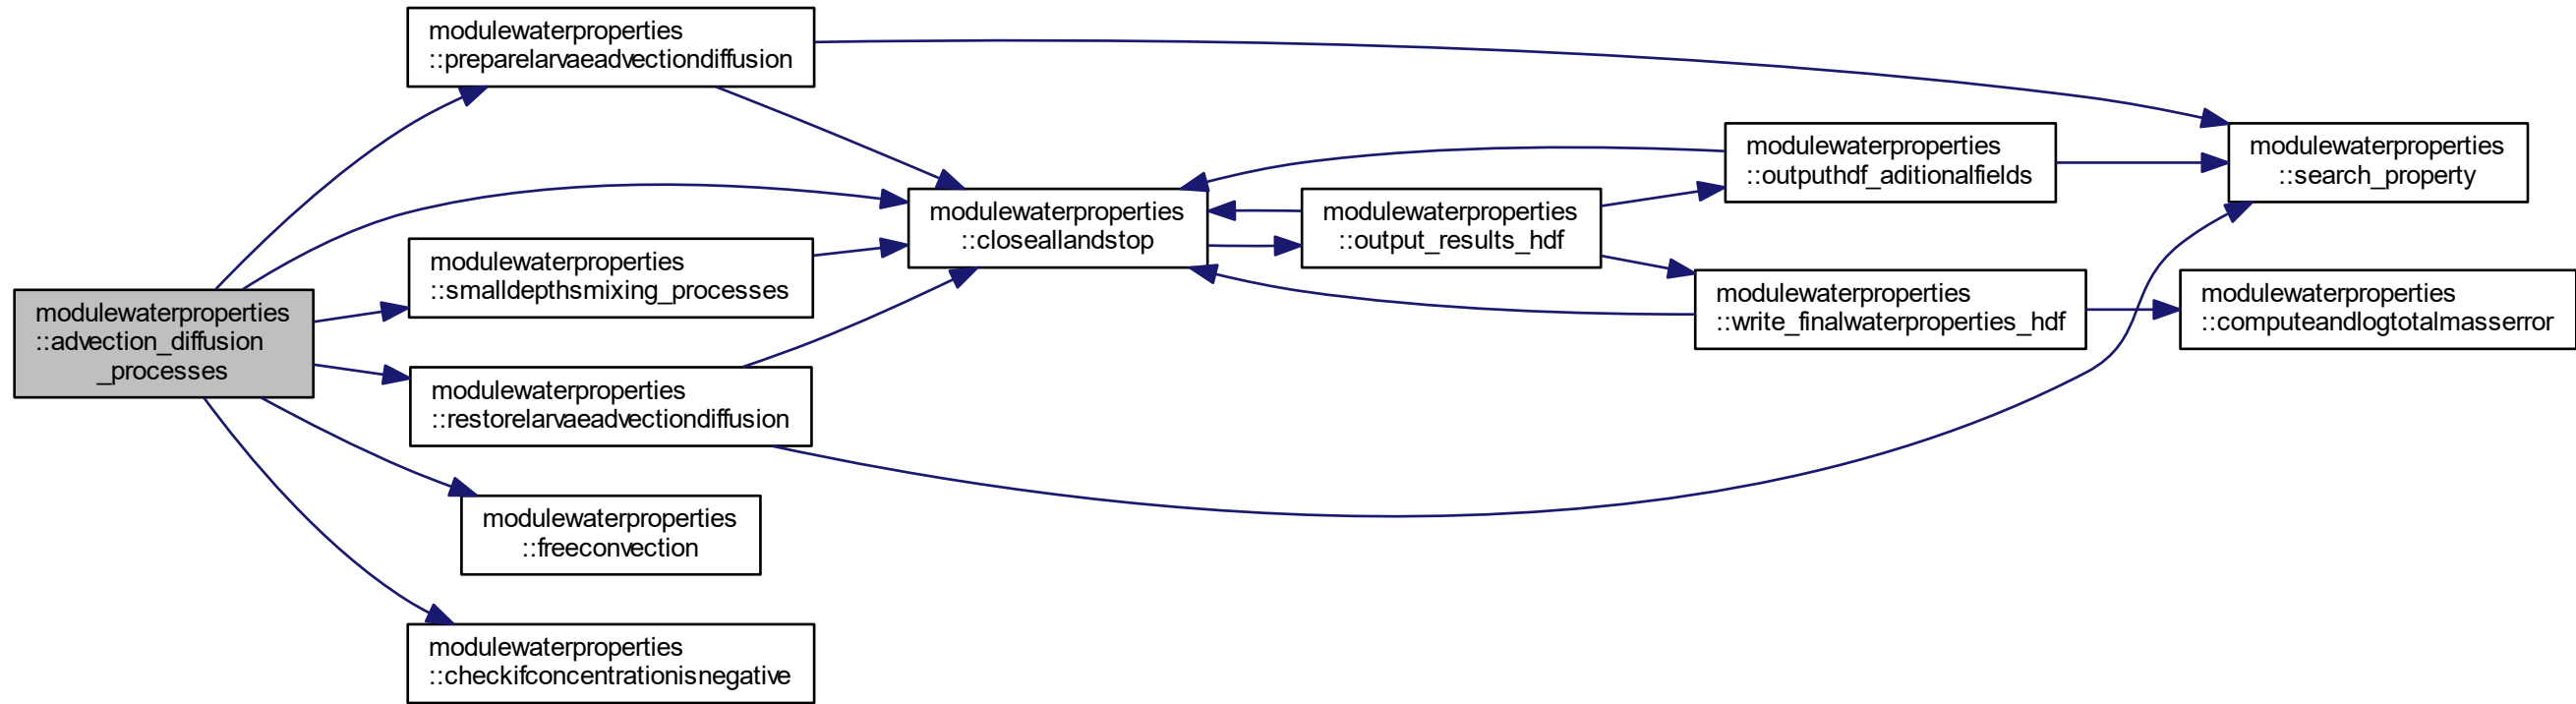 modulewaterproperties
::preparelarvaeadvectiondiffusion
modulewaterproperties
::outputhdf_aditionalfields
modulewaterproperties
::search_property
modulewaterproperties
::closeallandstop
modulewaterproperties
::output_results_hdf
modulewaterproperties
::smalldepthsmixing_processes
modulewaterproperties
::write_finalwaterproperties_hdf
modulewaterproperties
::computeandlogtotalmasserror
modulewaterproperties
::advection_diffusion
_processes
modulewaterproperties
::restorelarvaeadvectiondiffusion
modulewaterproperties
::freeconvection
modulewaterproperties
::checkifconcentrationisnegative